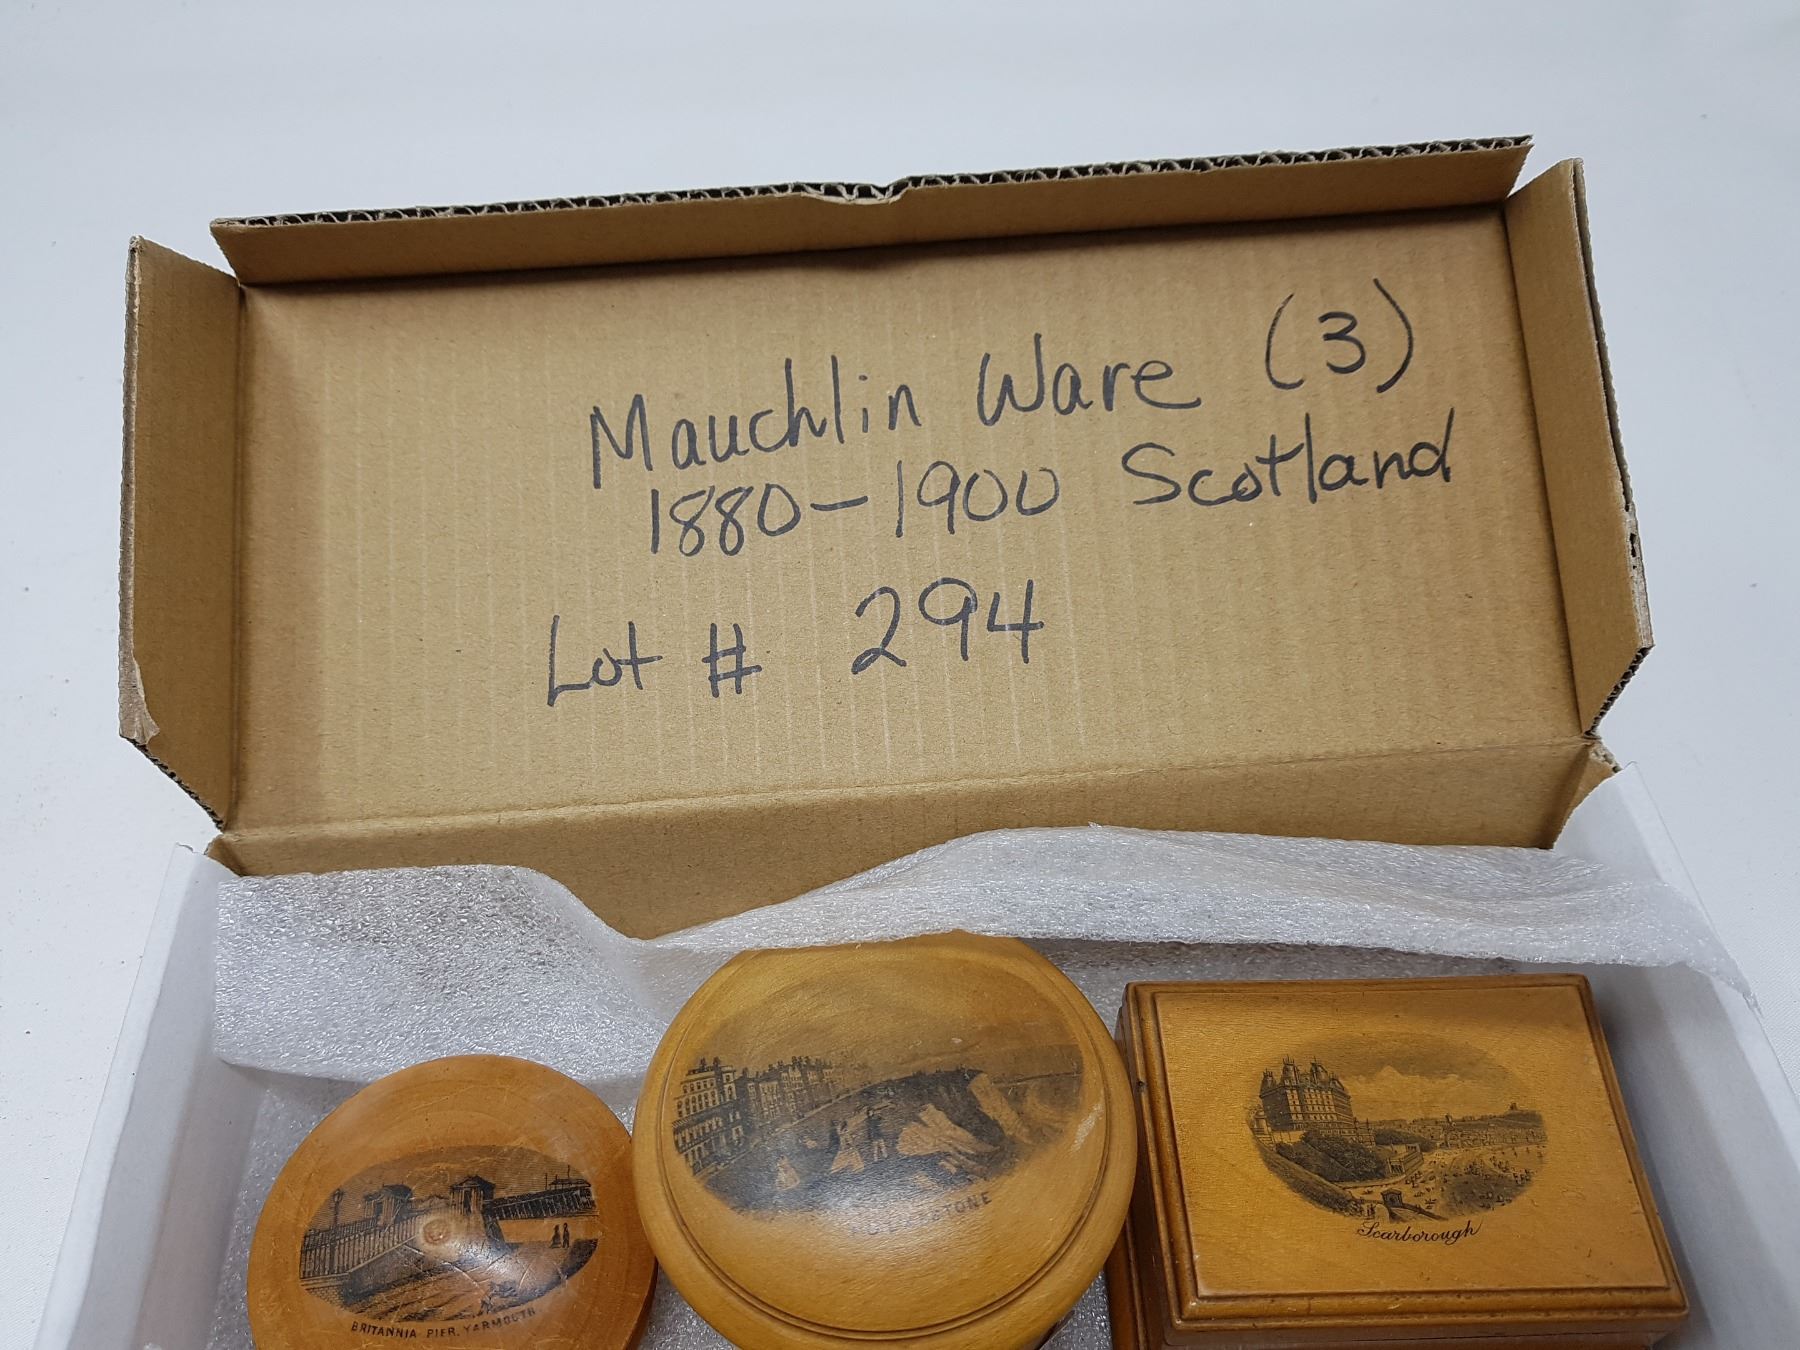 Mauchlin Ware (3)
1880-1900 Scotland
Lot # 294
BRITANNIA PIER, YARMOUTH
Scarborough